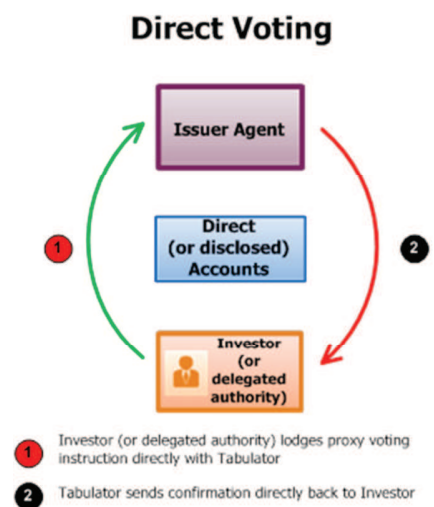 Direct Voting
Issuer Agent
1
Direct
(or disclosed)
Accounts
2
Investor
(or
delegated
authority)
1 Investor (or delegated authority) lodges proxy voting
instruction directly with Tabulator
2 Tabulator sends confirmation directly back to Investor